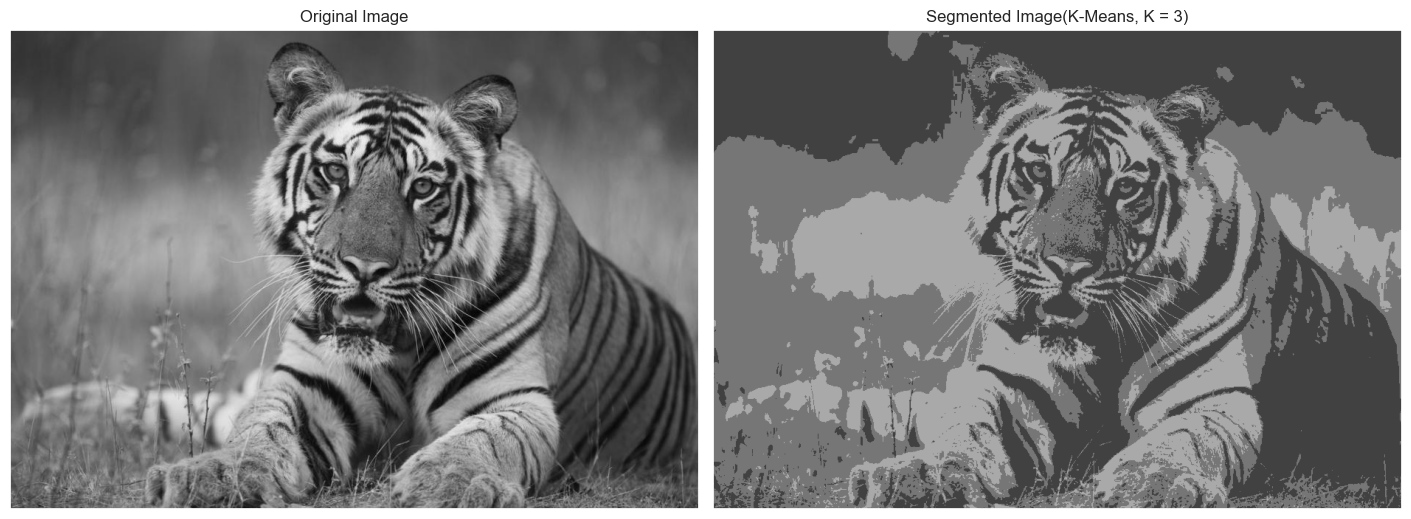 Original Image
Segmented Image(K-Means, K = 3)